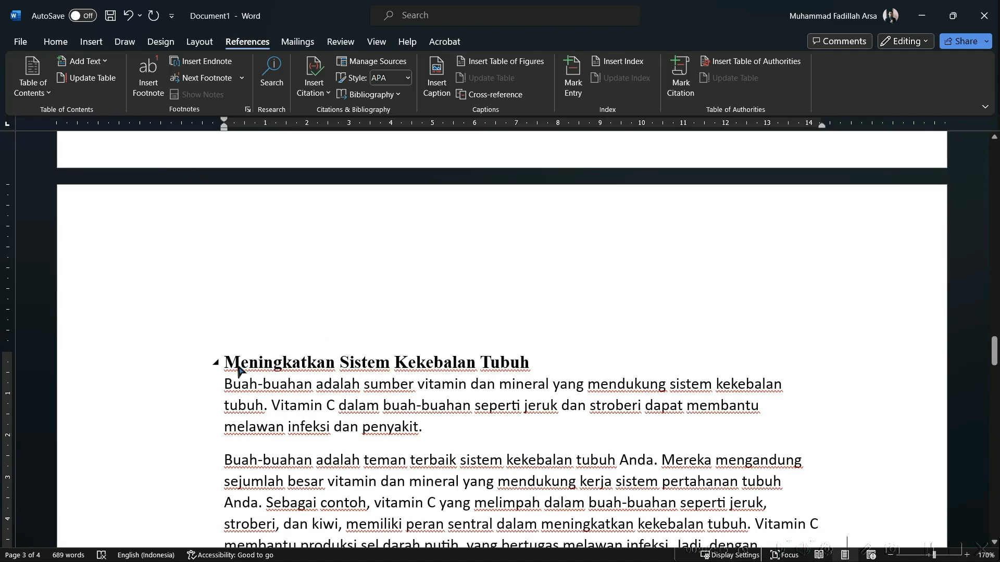 AutoSave Off Document1 - Word Search Muhammad Fadillah Arsa
File Home Insert Draw Design Layout References Mailings Review View Help Acrobat Comments Editing Share
Table of Contents
Add Text
Update Table
Table of Contents
ab
1
Insert Footnote
Insert Endnote
Next Footnote
Show Notes
Footnotes
Search
Research
Insert Citation
Manage Sources
Style: APA
Bibliography
Citations & Bibliography
Insert Caption
Insert Table of Figures
Update Table
Cross-reference
Captions
Mark Entry
Insert Index
Update Index
Index
Mark Citation
Insert Table of Authorities
Update Table
Table of Authorities
1 2 3 4 5 6 7 8 9 10 11 12 13 14
Meningkatkan Sistem Kekebalan Tubuh
Buah-buahan adalah sumber vitamin dan mineral yang mendukung sistem kekebalan
tubuh. Vitamin C dalam buah-buahan seperti jeruk dan stroberi dapat membantu
melawan infeksi dan penyakit.
Buah-buahan adalah teman terbaik sistem kekebalan tubuh Anda. Mereka mengandung
sejumlah besar vitamin dan mineral yang mendukung kerja sistem pertahanan tubuh
Anda. Sebagai contoh, vitamin C yang melimpah dalam buah-buahan seperti jeruk,
stroberi, dan kiwi, memiliki peran sentral dalam meningkatkan kekebalan tubuh. Vitamin C
membantu produksi sel darah putih, yang bertugas melawan infeksi. Jadi, dengan
1
2
3
4
Page 3 of 4 689 words English (Indonesia) Accessibility: Good to go Display Settings Focus 170%